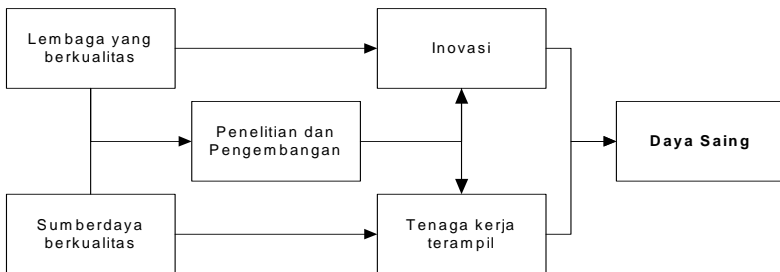 Lembaga yang
berkualitas
Inovasi
Penelitian dan
Pengembangan
Daya Saing
Sumberdaya
berkualitas
Tenaga kerja
terampil